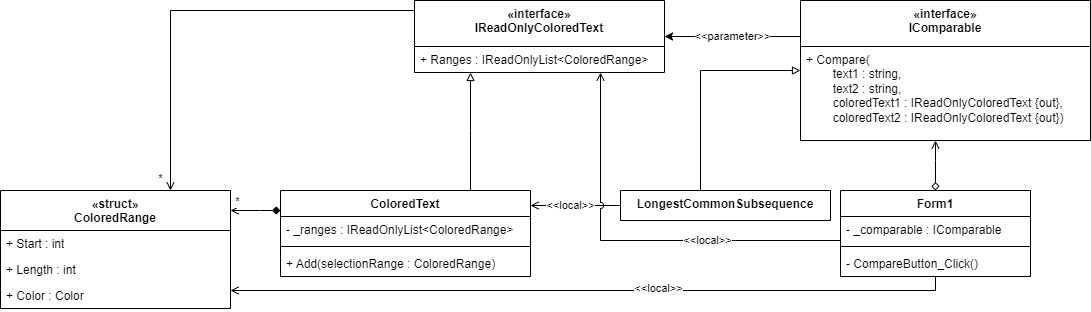 «interface»
IReadOnlyColoredText
+ Ranges : IReadOnlyList<ColoredRange>
<<parameter>>
«interface»
IComparable
+ Compare(
text1 : string,
text2 : string,
coloredText1 : IReadOnlyColoredText {out},
coloredText2 : IReadOnlyColoredText {out})
*
«struct»
ColoredRange
+ Start : int
+ Length : int
+ Color : Color
*
ColoredText
- _ranges : IReadOnlyList<ColoredRange>
+ Add(selectionRange : ColoredRange)
<<local>>
LongestCommonSubsequence
<<local>>
Form1
- _comparable : IComparable
- CompareButton_Click()
<<local>>